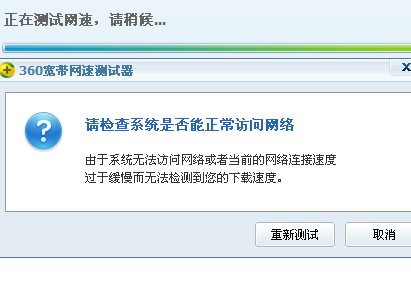 正在测试网速，请稍候...
360宽带网速测试器
请检查系统是否能正常访问网络
由于系统无法访问网络或者当前的网络连接速度
过于缓慢而无法检测到您的下载速度。
重新测试
取消